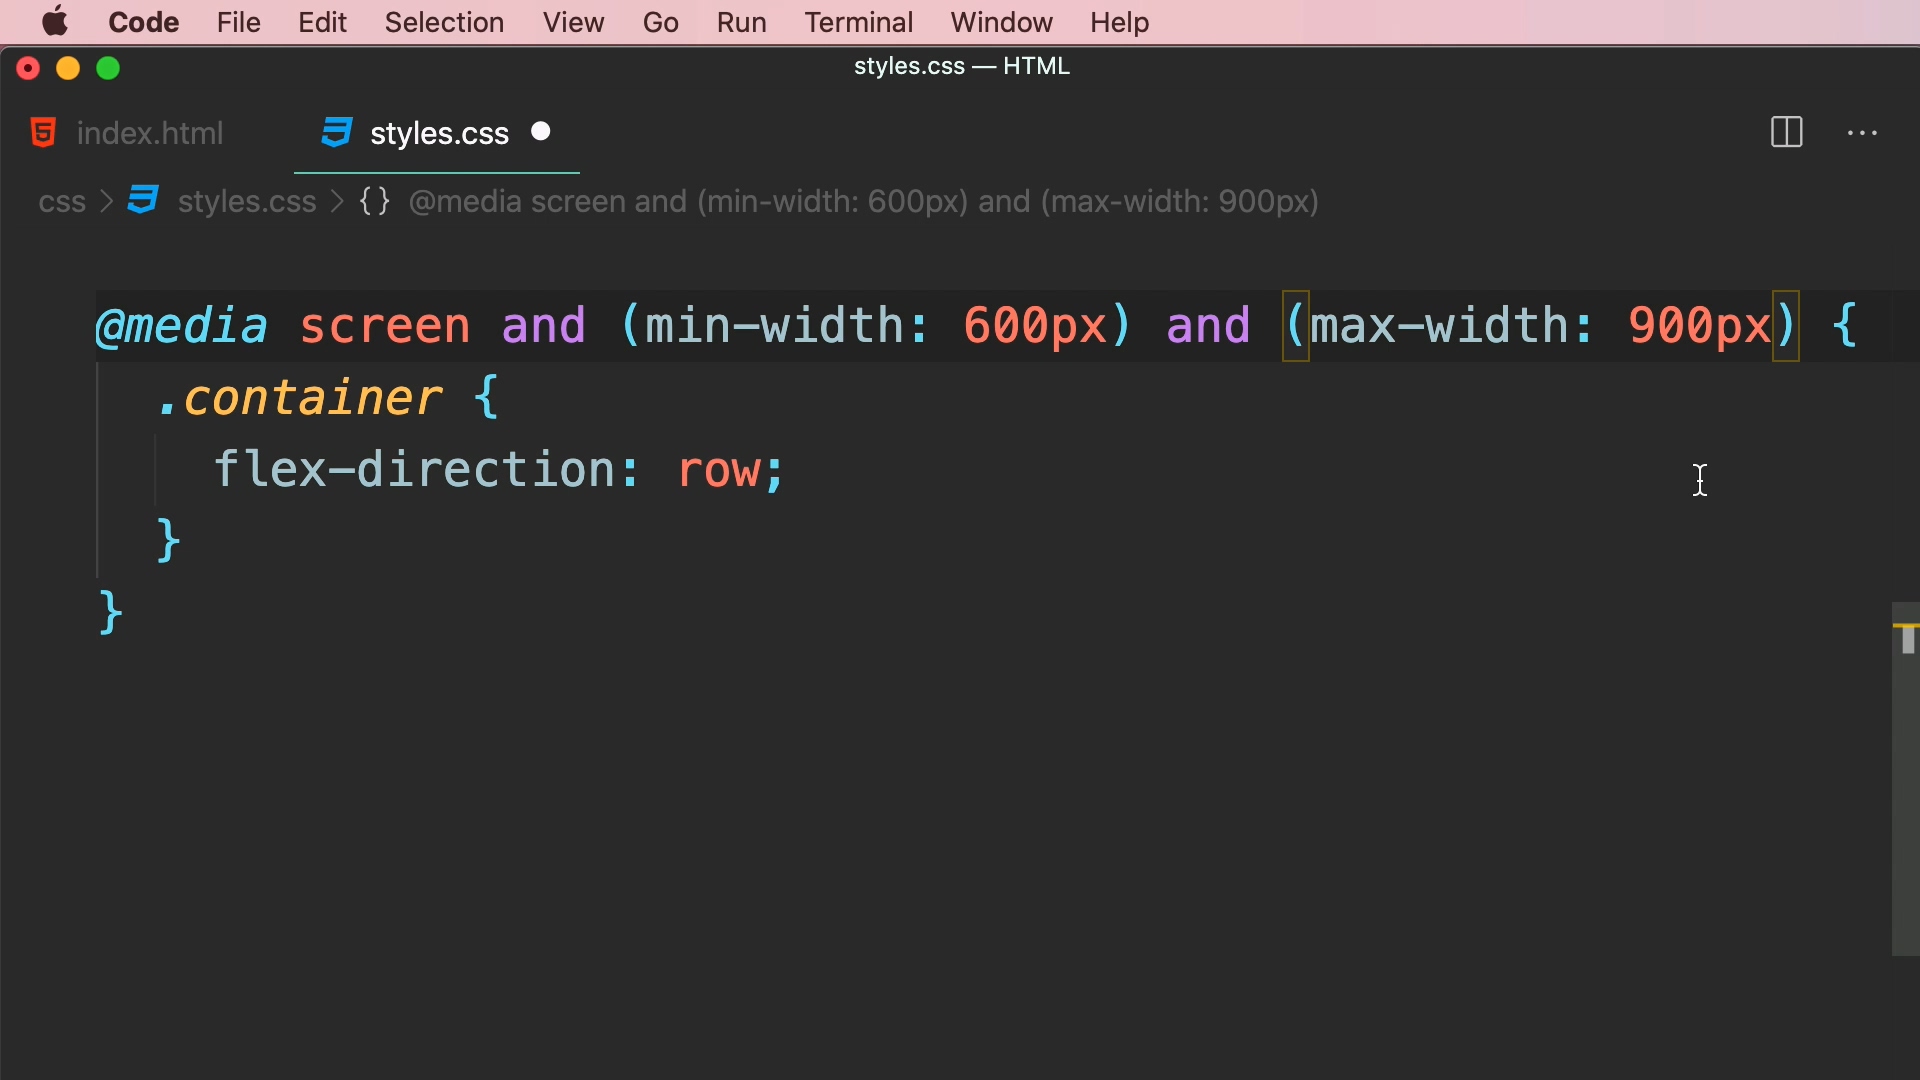 Code File Edit Selection View Go Run Terminal Window Help
styles.css — HTML
index.html styles.css
css > styles.css > {} @media screen and (min-width: 600px) and (max-width: 900px)
@media screen and (min-width: 600px) and (max-width: 900px) {
.container {
flex-direction: row;
}
}